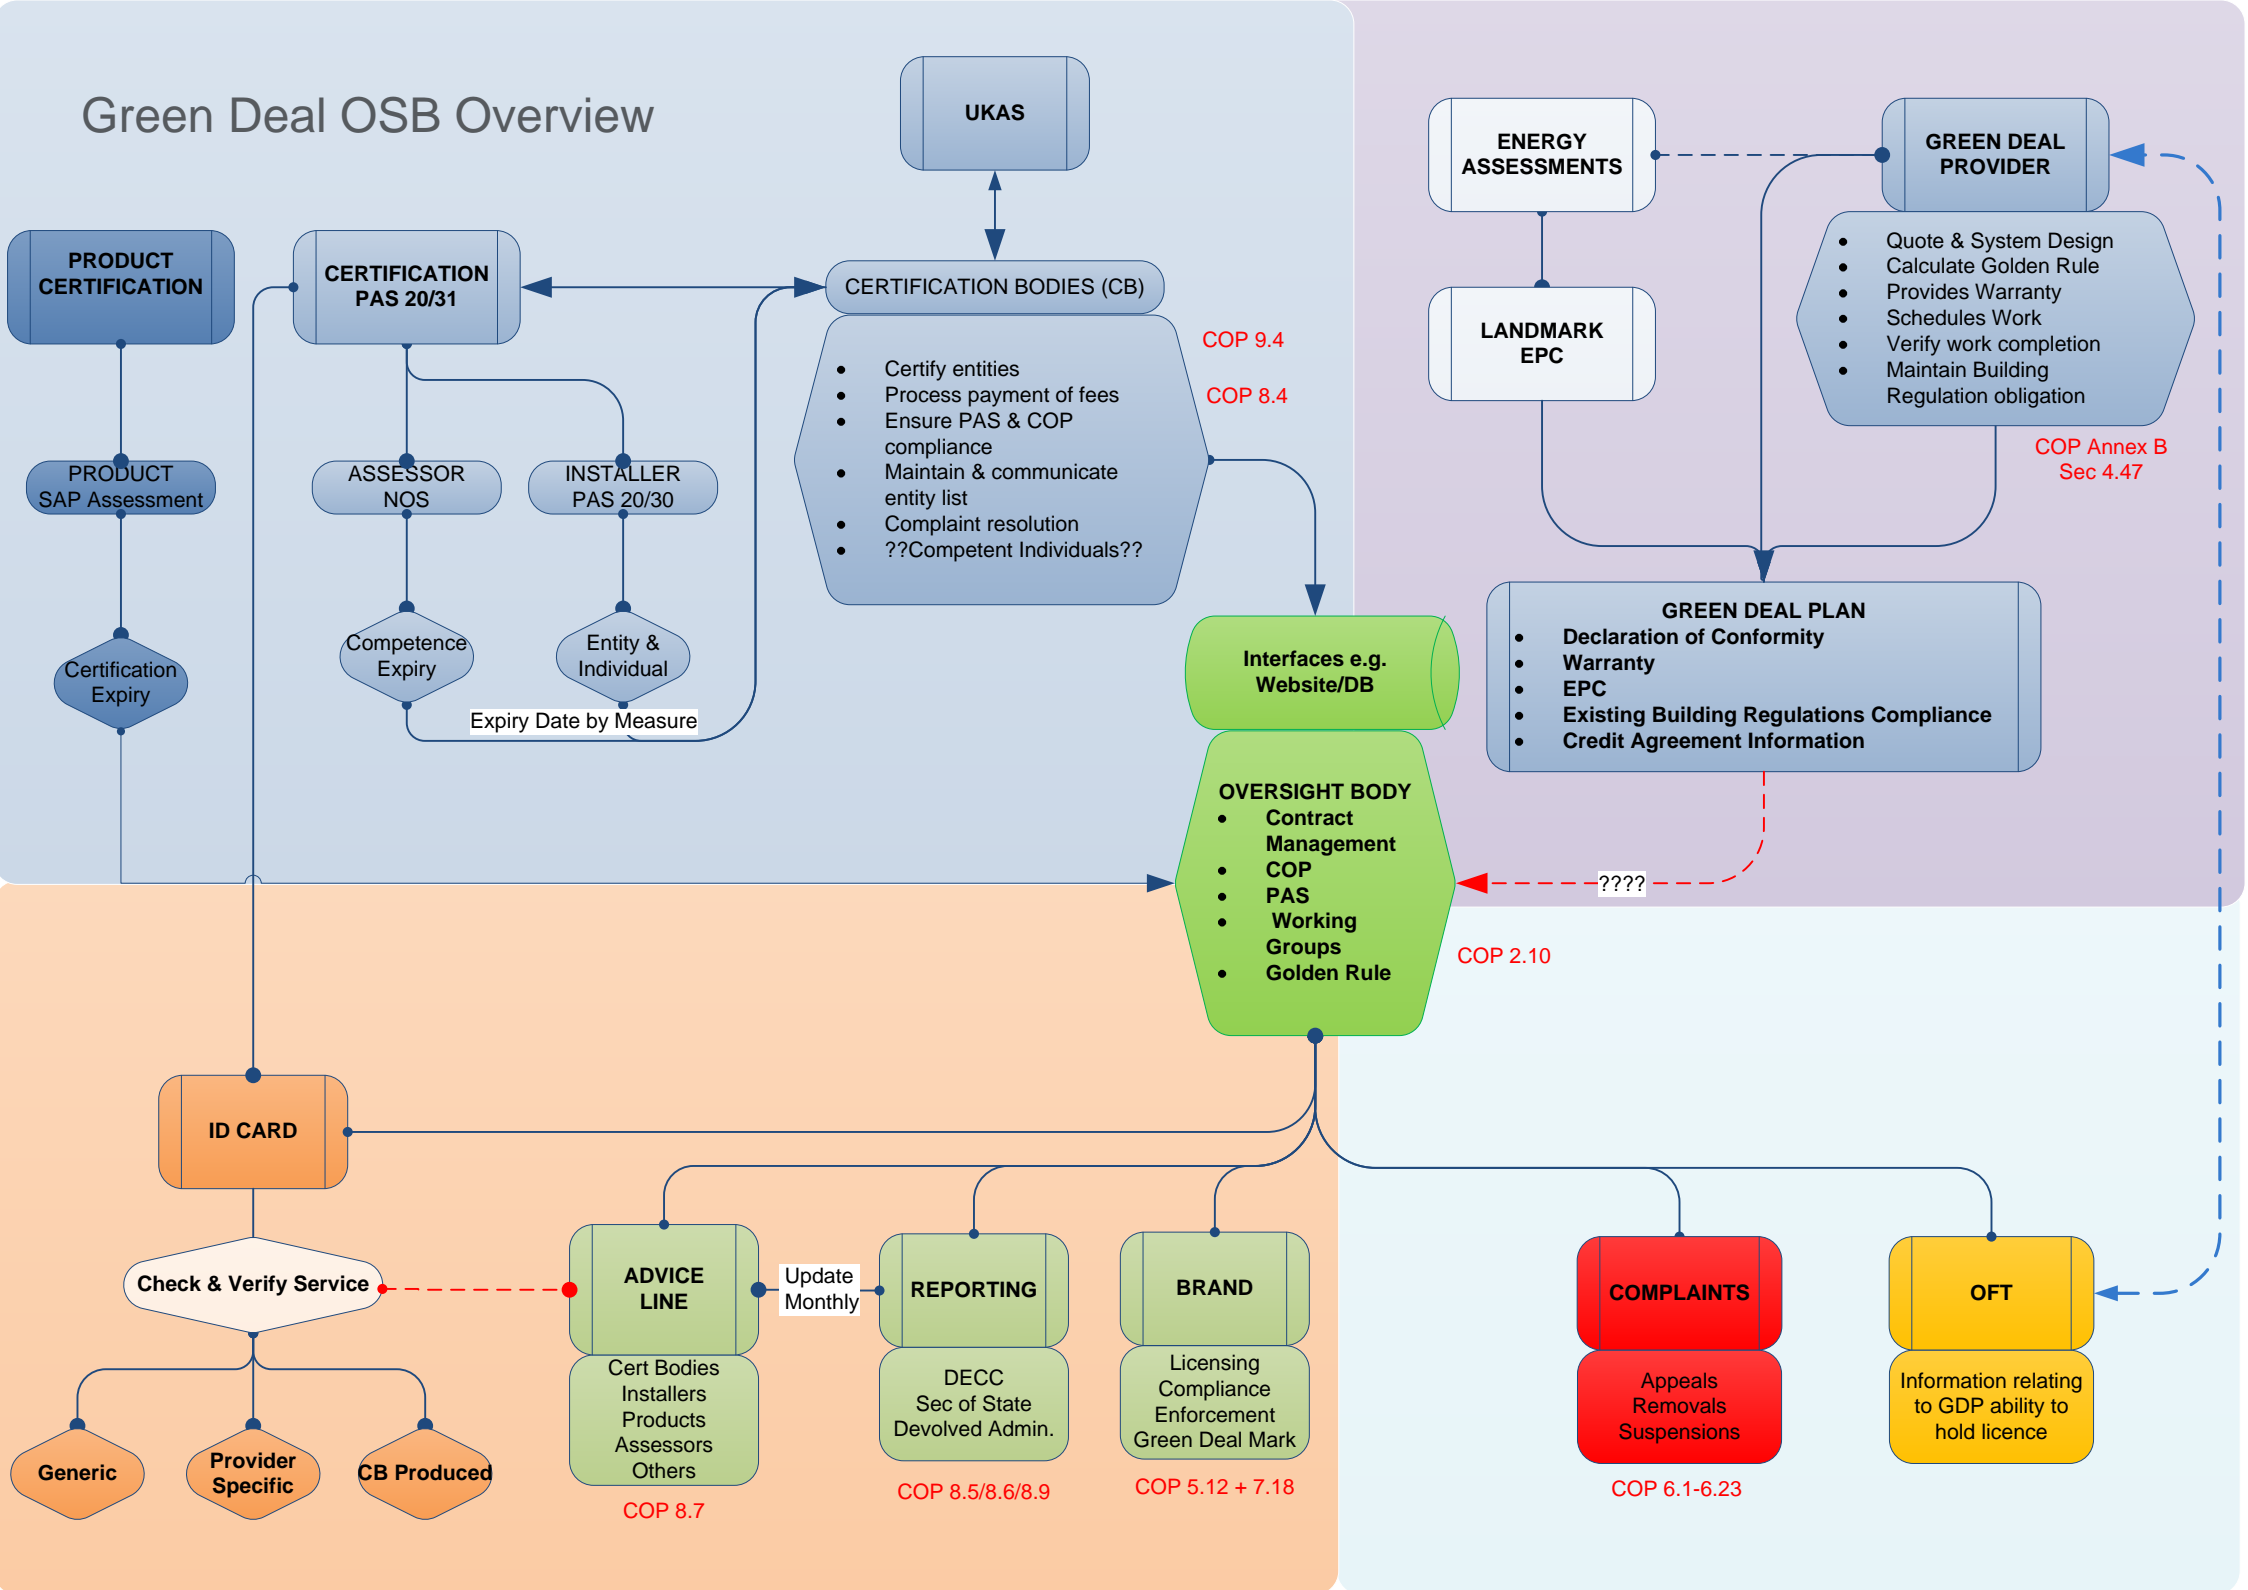 Green Deal OSB Overview
UKAS
PRODUCT
CERTIFICATION
CERTIFICATION
PAS 20/31
CERTIFICATION BODIES (CB)
• Certify entities
• Process payment of fees
• Ensure PAS & COP
compliance
• Maintain & communicate
entity list
• Complaint resolution
• ??Competent Individuals??
COP 9.4
COP 8.4
PRODUCT
SAP Assessment
ASSESSOR
NOS
INSTALLER
PAS 20/30
Certification
Expiry
Competence
Expiry
Entity &
Individual
Expiry Date by Measure
ENERGY
ASSESSMENTS
GREEN DEAL
PROVIDER
• Quote & System Design
• Calculate Golden Rule
• Provides Warranty
• Schedules Work
• Verify work completion
• Maintain Building
Regulation obligation
LANDMARK
EPC
COP Annex B
Sec 4.47
GREEN DEAL PLAN
• Declaration of Conformity
• Warranty
• EPC
• Existing Building Regulations Compliance
• Credit Agreement Information
Interfaces e.g.
Website/DB
OVERSIGHT BODY
• Contract
Management
• COP
• PAS
• Working
Groups
• Golden Rule
????
COP 2.10
ID CARD
Check & Verify Service
Generic
Provider
Specific
CB Produced
ADVICE
LINE
Cert Bodies
Installers
Products
Assessors
Others
COP 8.7
Update
Monthly
REPORTING
DECC
Sec of State
Devolved Admin.
COP 8.5/8.6/8.9
BRAND
Licensing
Compliance
Enforcement
Green Deal Mark
COP 5.12 + 7.18
COMPLAINTS
Appeals
Removals
Suspensions
COP 6.1-6.23
OFT
Information relating
to GDP ability to
hold licence